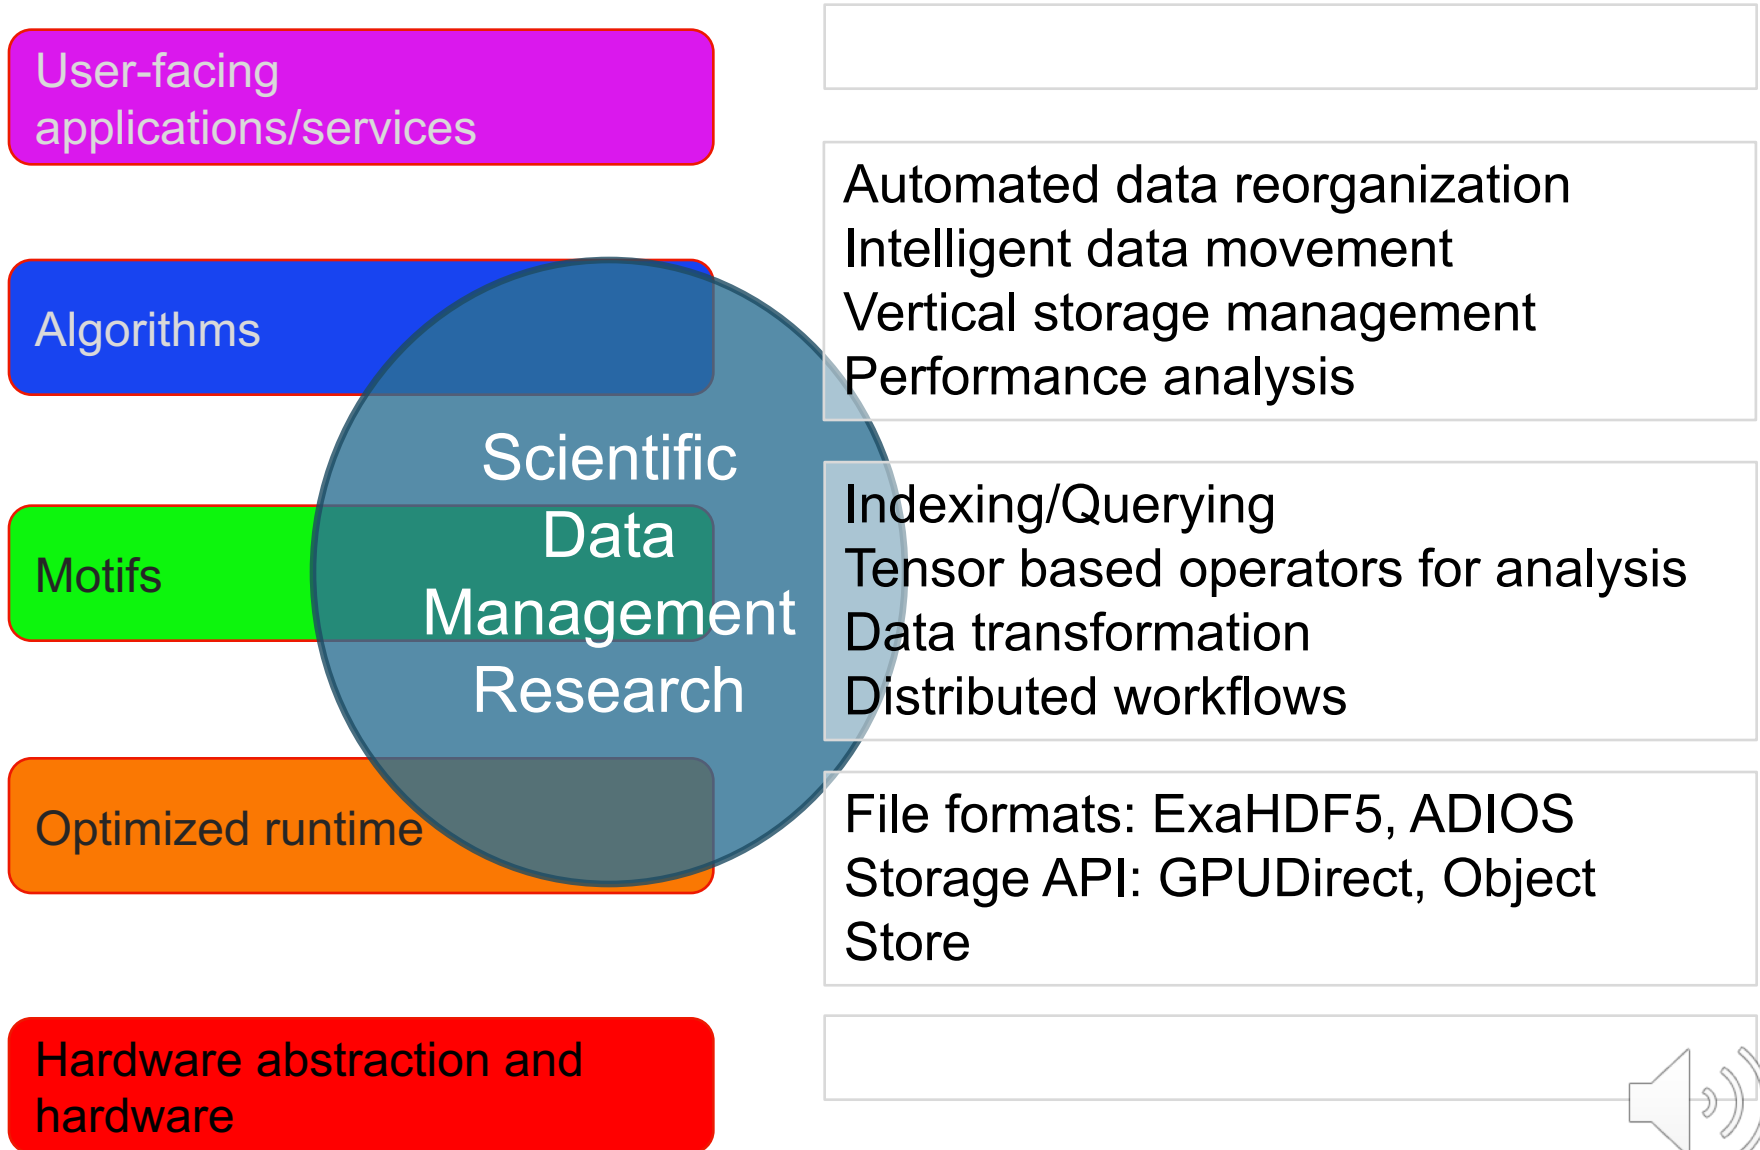 User-facing
applications/services
Automated data reorganization
Intelligent data movement
Vertical storage management
Performance analysis
Algorithms
Scientific
Data
Management
Research
Indexing/Querying
Tensor based operators for analysis
Data transformation
Distributed workflows
Motifs
Optimized runtime
File formats: ExaHDF5, ADIOS
Storage API: GPUDirect, Object
Store
Hardware abstraction and
hardware